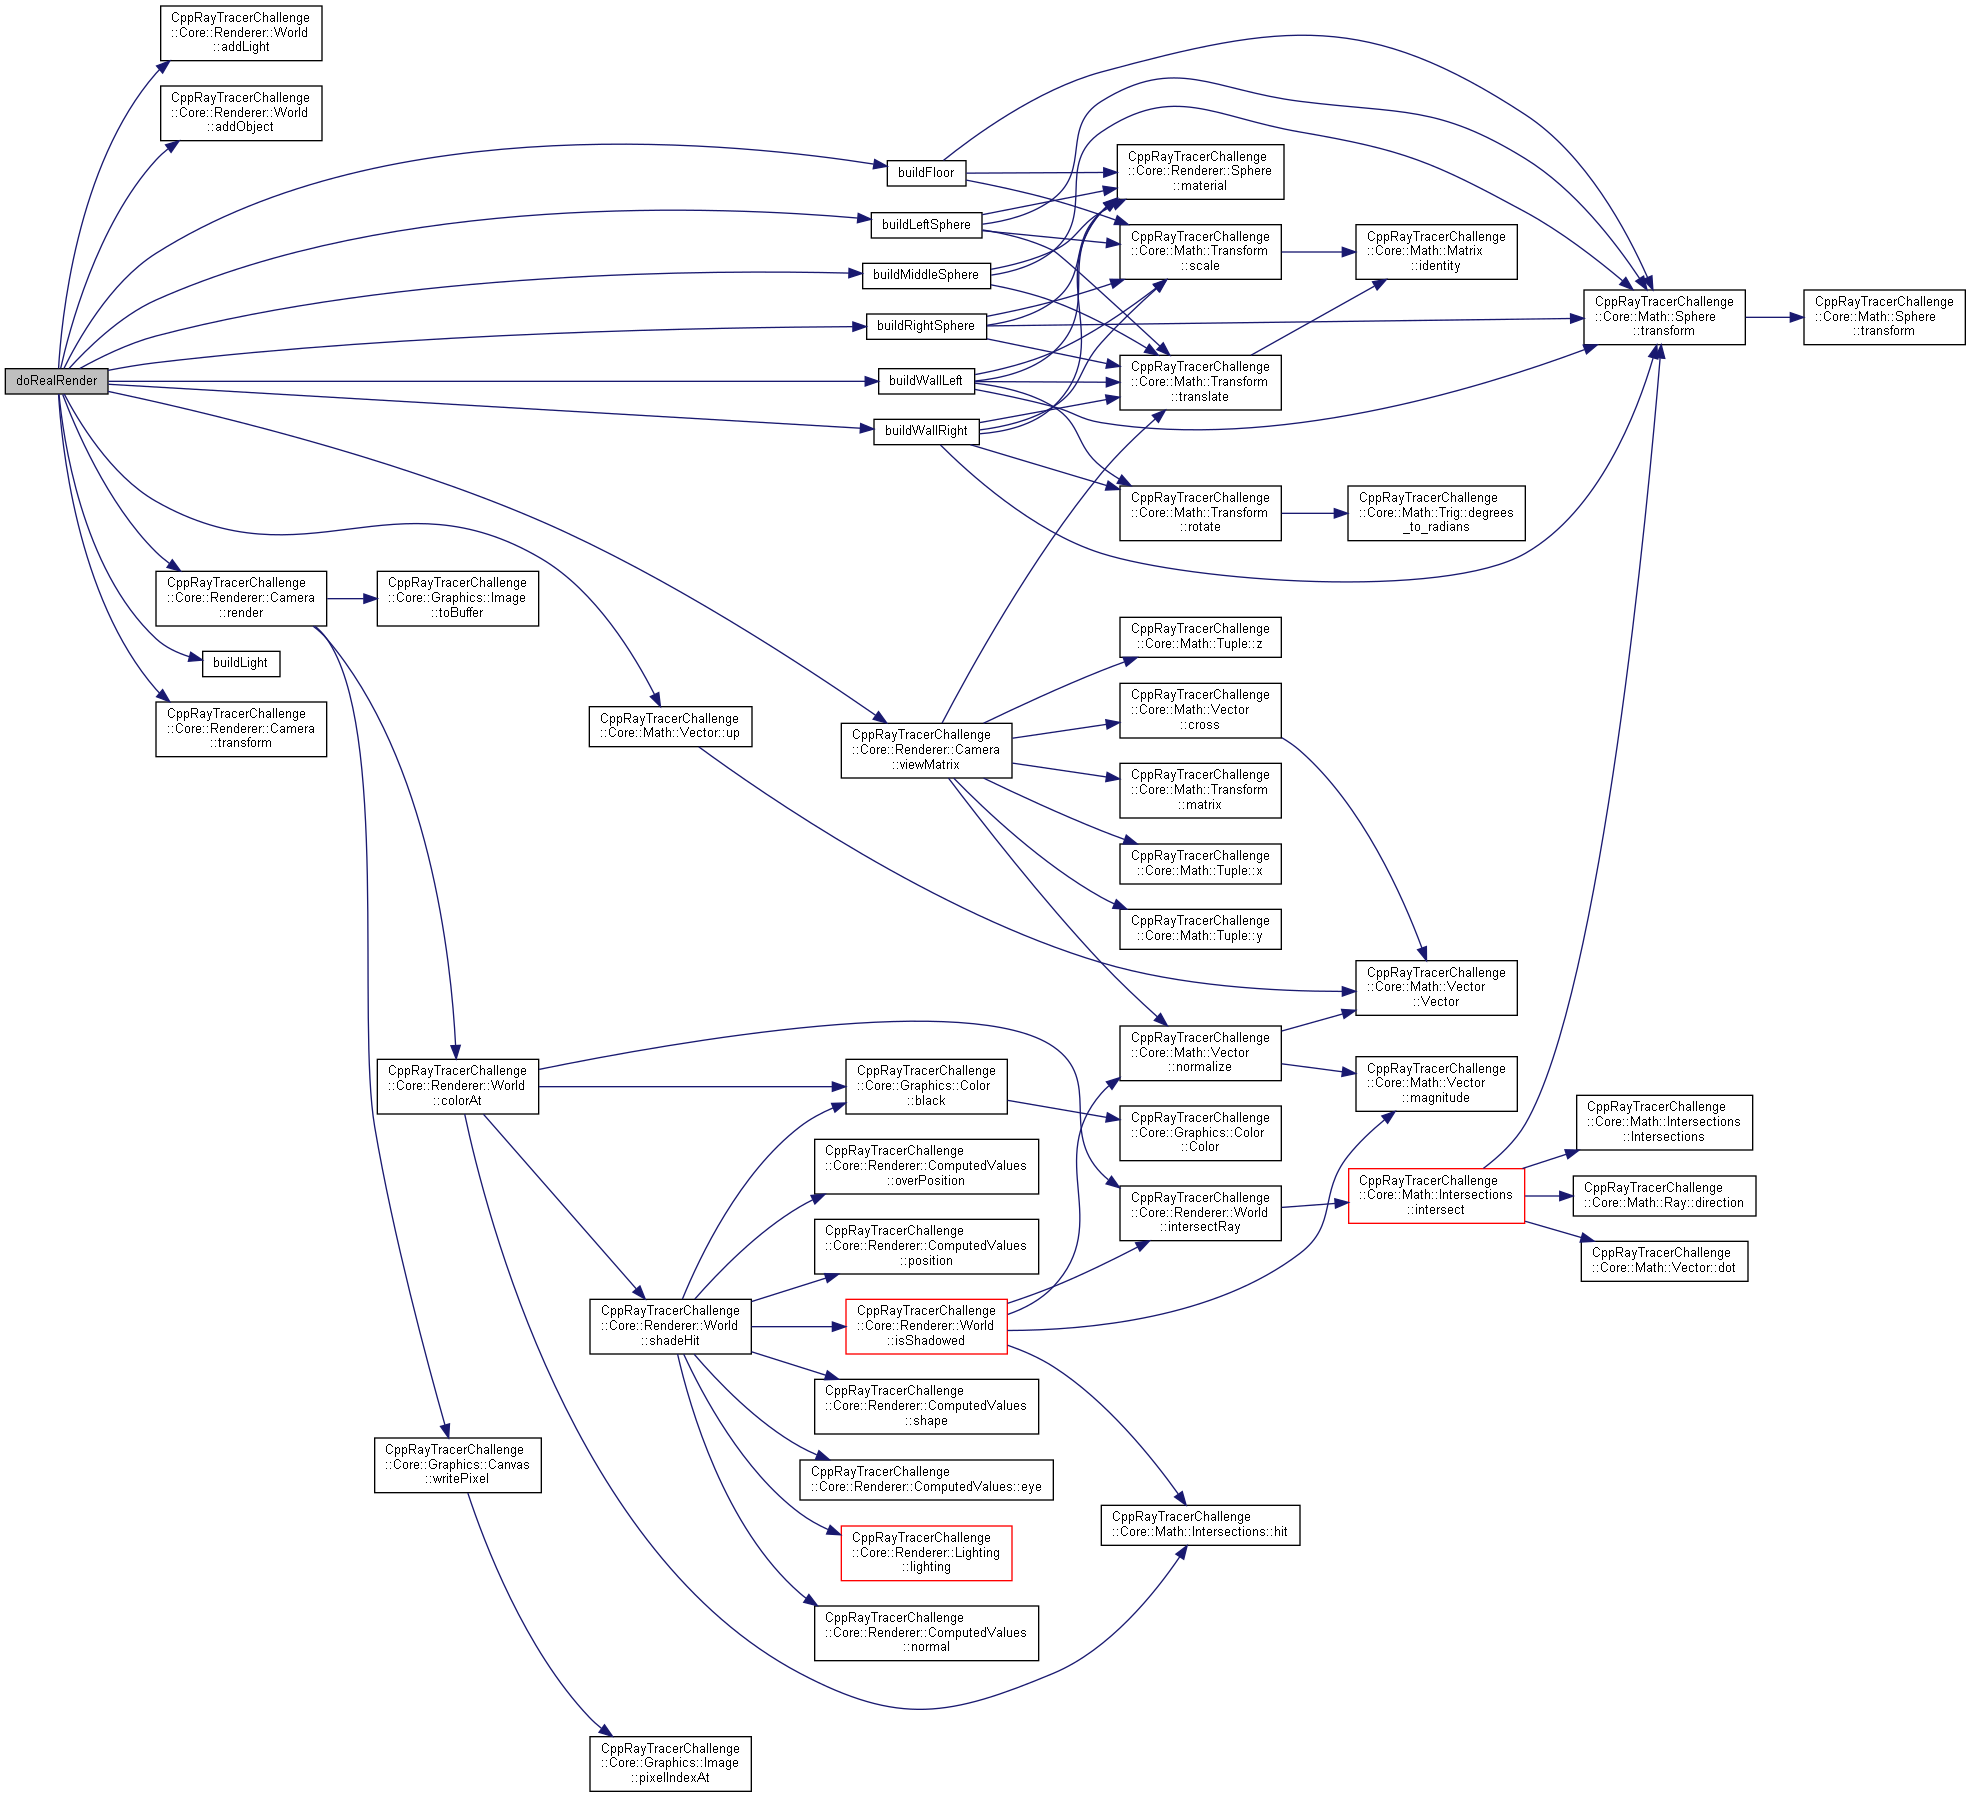 CppRayTracerChallenge
::Core::Renderer::World
::addLight
CppRayTracerChallenge
::Core::Renderer::World
::addObject
doRealRender
CppRayTracerChallenge
::Core::Renderer::Camera
::render
buildLight
CppRayTracerChallenge
::Core::Renderer::Camera
::transform
CppRayTracerChallenge
::Core::Graphics::Image
::toBuffer
CppRayTracerChallenge
::Core::Renderer::World
::colorAt
CppRayTracerChallenge
::Core::Graphics::Canvas
::writePixel
CppRayTracerChallenge
::Core::Math::Vector::up
CppRayTracerChallenge
::Core::Renderer::World
::shadeHit
CppRayTracerChallenge
::Core::Graphics::Image
::pixelIndexAt
buildFloor
buildLeftSphere
buildMiddleSphere
buildRightSphere
buildWallLeft
buildWallRight
CppRayTracerChallenge
::Core::Renderer::Camera
::viewMatrix
CppRayTracerChallenge
::Core::Graphics::Color
::black
CppRayTracerChallenge
::Core::Renderer::ComputedValues
::overPosition
CppRayTracerChallenge
::Core::Renderer::ComputedValues
::position
CppRayTracerChallenge
::Core::Renderer::World
::isShadowed
CppRayTracerChallenge
::Core::Renderer::ComputedValues
::shape
CppRayTracerChallenge
::Core::Renderer::ComputedValues::eye
CppRayTracerChallenge
::Core::Renderer::Lighting
::lighting
CppRayTracerChallenge
::Core::Renderer::ComputedValues
::normal
CppRayTracerChallenge
::Core::Renderer::Sphere
::material
CppRayTracerChallenge
::Core::Math::Transform
::scale
CppRayTracerChallenge
::Core::Math::Transform
::translate
CppRayTracerChallenge
::Core::Math::Transform
::rotate
CppRayTracerChallenge
::Core::Math::Tuple::z
CppRayTracerChallenge
::Core::Math::Vector
::cross
CppRayTracerChallenge
::Core::Math::Transform
::matrix
CppRayTracerChallenge
::Core::Math::Tuple::x
CppRayTracerChallenge
::Core::Math::Tuple::y
CppRayTracerChallenge
::Core::Math::Vector
::normalize
CppRayTracerChallenge
::Core::Graphics::Color
::Color
CppRayTracerChallenge
::Core::Renderer::World
::intersectRay
CppRayTracerChallenge
::Core::Math::Intersections::hit
CppRayTracerChallenge
::Core::Math::Matrix
::identity
CppRayTracerChallenge
::Core::Math::Trig::degrees
_to_radians
CppRayTracerChallenge
::Core::Math::Vector
::Vector
CppRayTracerChallenge
::Core::Math::Vector
::magnitude
CppRayTracerChallenge
::Core::Math::Intersections
::intersect
CppRayTracerChallenge
::Core::Math::Sphere
::transform
CppRayTracerChallenge
::Core::Math::Intersections
::Intersections
CppRayTracerChallenge
::Core::Math::Ray::direction
CppRayTracerChallenge
::Core::Math::Vector::dot
CppRayTracerChallenge
::Core::Math::Sphere
::transform